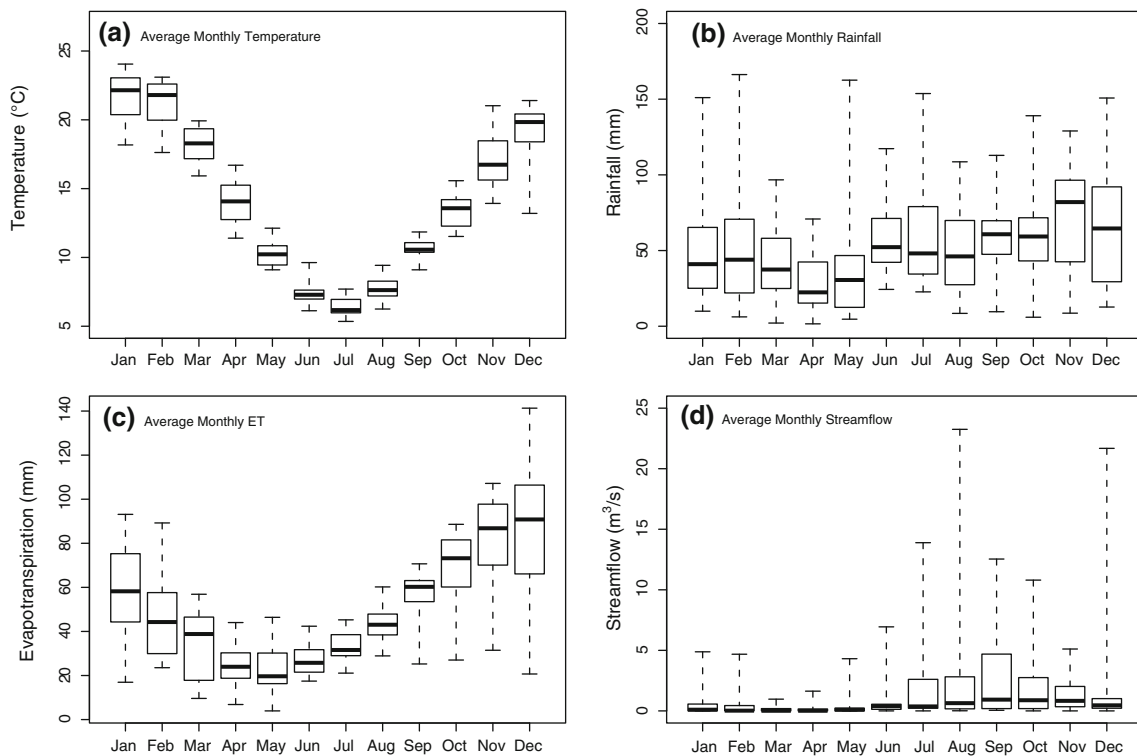 (a) Average Monthly Temperature
Temperature (°C)
25
20
15
10
5
Jan Feb Mar Apr May Jun Jul Aug Sep Oct Nov Dec
(b) Average Monthly Rainfall
Rainfall (mm)
200
150
100
50
0
Jan Feb Mar Apr May Jun Jul Aug Sep Oct Nov Dec
(c) Average Monthly ET
Evapotranspiration (mm)
140
120
100
80
60
40
20
0
Jan Feb Mar Apr May Jun Jul Aug Sep Oct Nov Dec
(d) Average Monthly Streamflow
Streamflow (m³/s)
25
20
15
10
5
0
Jan Feb Mar Apr May Jun Jul Aug Sep Oct Nov Dec